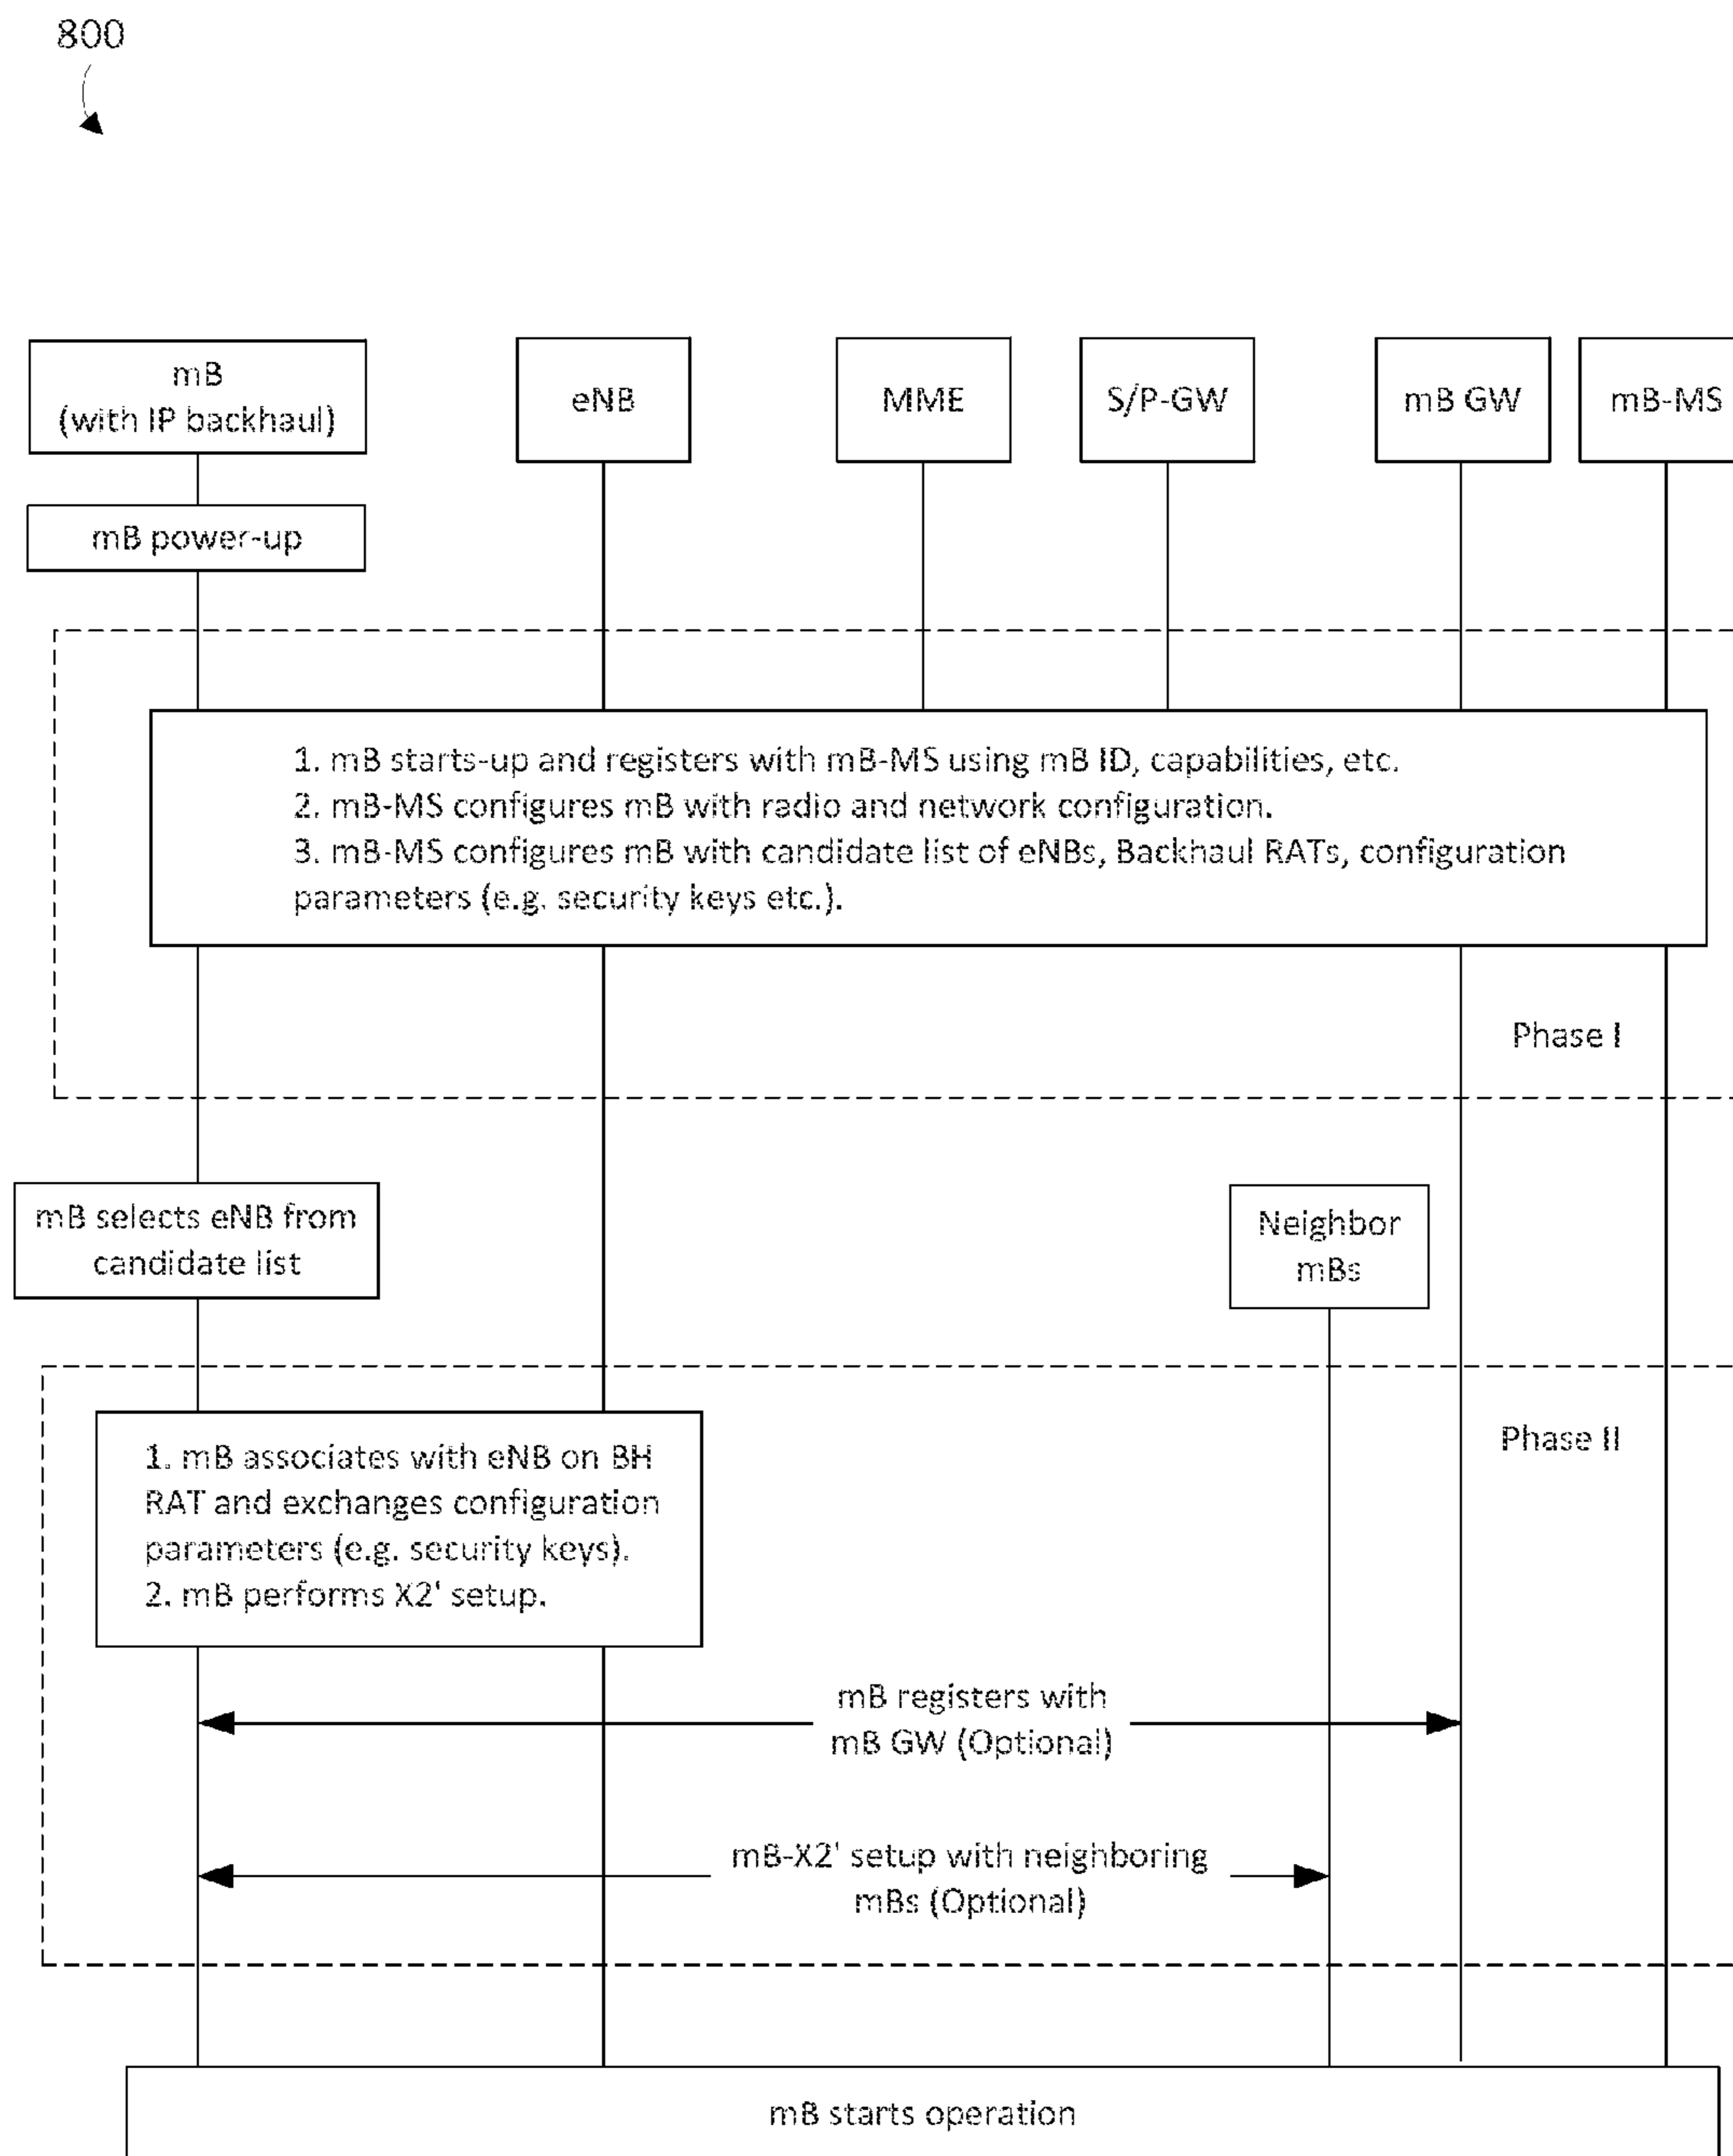 800
mB
(with IP backhaul)
eNB
MME
S/P-GW
mB GW
mB-MS
mB power-up
1. mB starts-up and registers with mB-MS using mB ID, capabilities, etc.
2. mB-MS configures mB with radio and network configuration.
3. mB-MS configures mB with candidate list of eNBs, Backhaul RATs, configuration
parameters (e.g. security keys etc.).
Phase I
mB selects eNB from
candidate list
Neighbor
mBs
Phase II
1. mB associates with eNB on BH
RAT and exchanges configuration
parameters (e.g. security keys).
2. mB performs X2' setup.
mB registers with
mB GW (Optional)
mB-X2' setup with neighboring
mBs (Optional)
mB starts operation